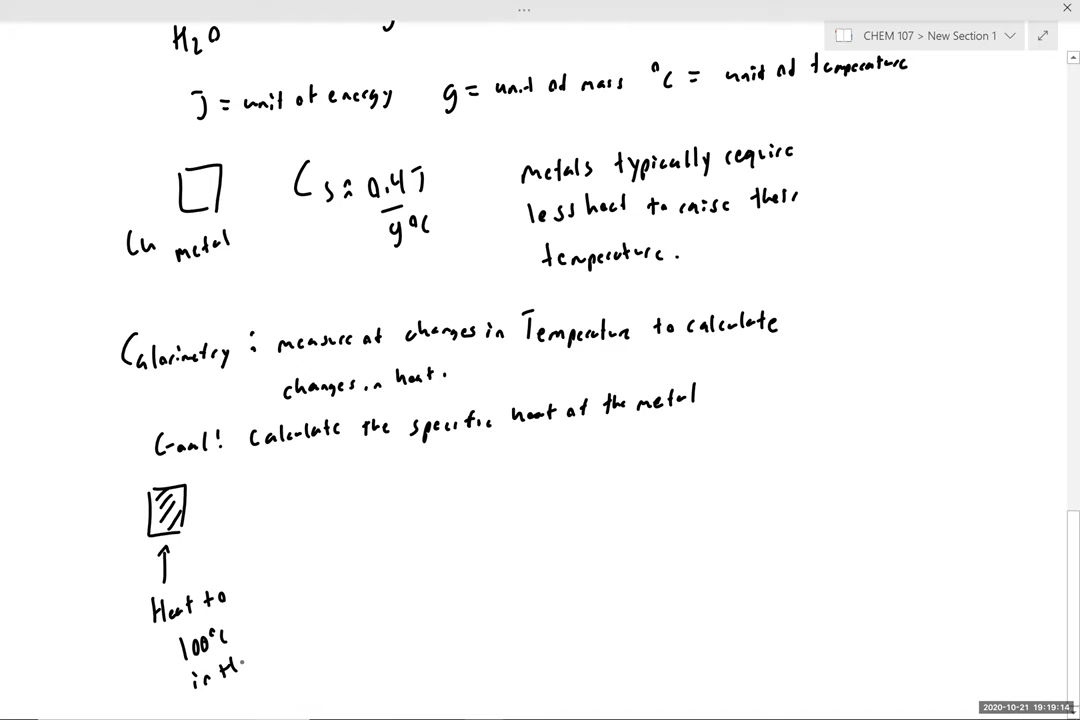 CHEM 107 > New Section 1
H₂O
J = unit of energy g = unit of mass °C = unit of temperature
Cs ≈ 0.4 J
g°C
Cu metal
metals typically require
less heat to raise their
temperature.
Calorimetry : measure of changes in Temperature to calculate
changes in heat.
Goal! Calculate the specific heat of the metal
Heat to
100°C
in H
2020-10-21 19:19:14